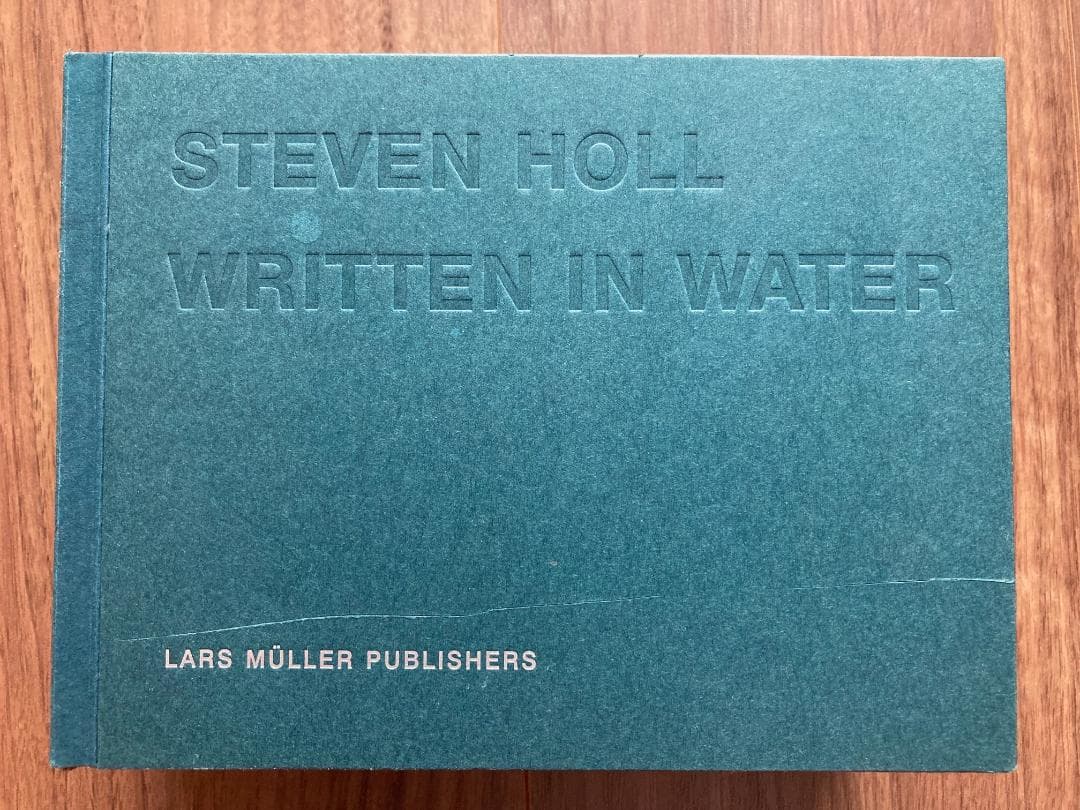 STEVEN HOLL
WRITTEN IN WATER
LARS MÜLLER PUBLISHERS